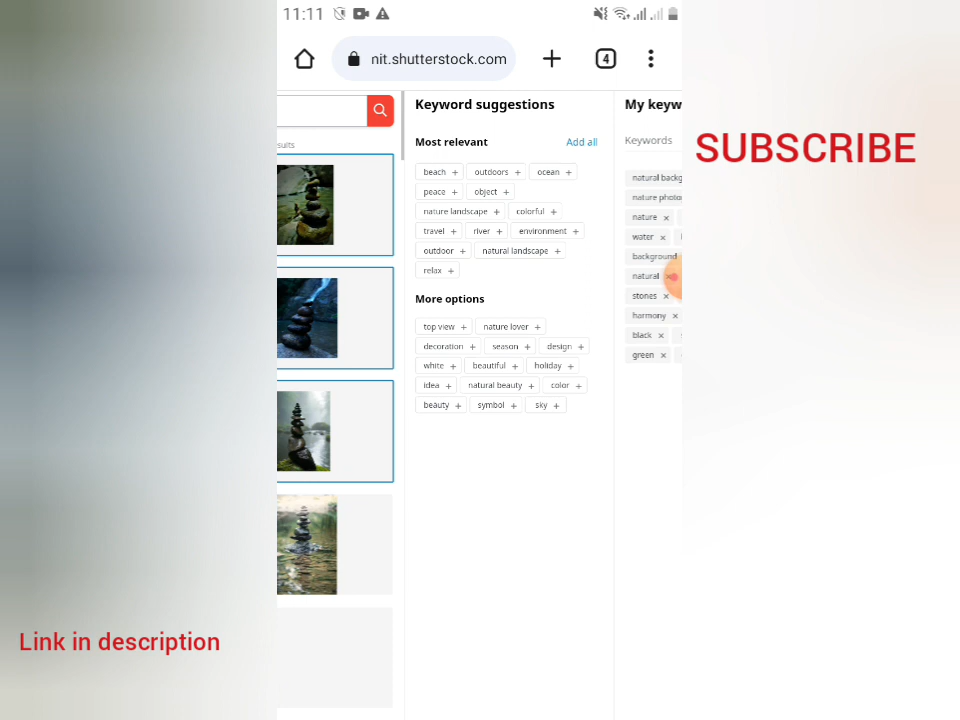 11:11
4
nit.shutterstock.com
Keyword suggestions
My keyw
Most relevant
Add all
Keywords
sults
SUBSCRIBE
beach + outdoors + ocean +
natural backg
peace + object +
nature photo
nature landscape + colorful +
nature ×
travel + river + environment +
water ×
outdoor + natural landscape +
background
relax +
natural
stones ×
More options
harmony ×
top view + nature lover +
black ×
decoration + season + design +
green ×
white + beautiful + holiday +
idea + natural beauty + color +
beauty + symbol + sky +
Link in description